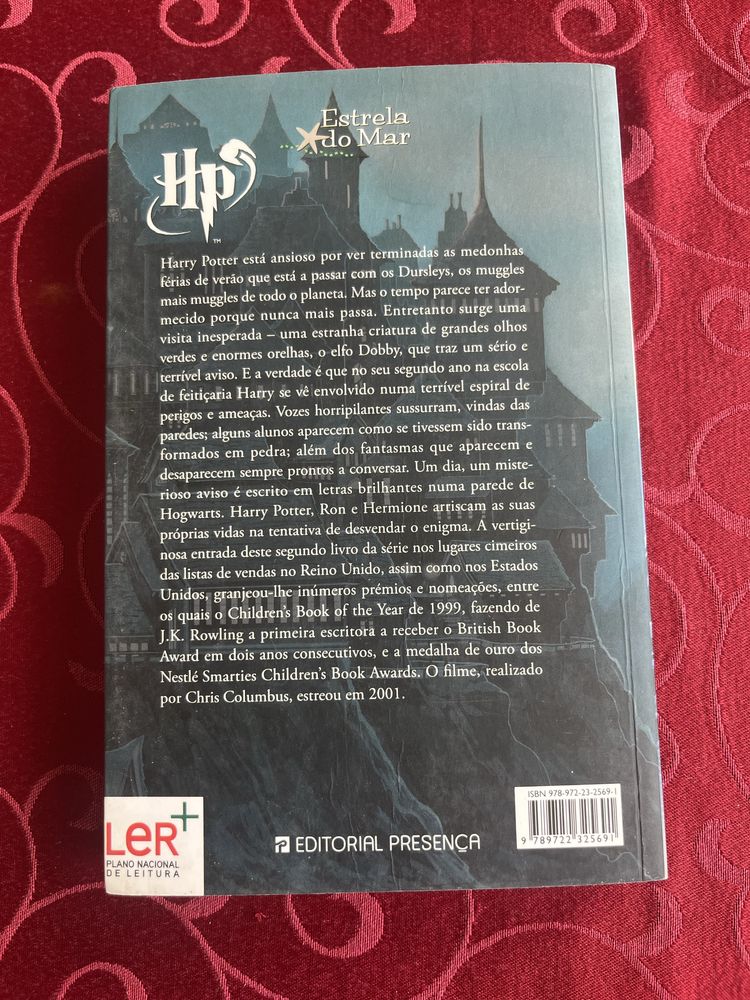 Estrela
do Mar
HP
™
Harry Potter está ansioso por ver terminadas as medonhas
férias de verão que está a passar com os Dursleys, os muggles
mais muggles de todo o planeta. Mas o tempo parece ter ador-
mecido porque nunca mais passa. Entretanto surge uma
visita inesperada – uma estranha criatura de grandes olhos
verdes e enormes orelhas, o elfo Dobby, que traz um sério e
terrível aviso. E a verdade é que no seu segundo ano na escola
de feitiçaria Harry se vê envolvido numa terrível espiral de
perigos e ameaças. Vozes horripilantes sussurram, vindas das
paredes; alguns alunos aparecem como se tivessem sido trans-
formados em pedra; além dos fantasmas que aparecem e
desaparecem sempre prontos a conversar. Um dia, um miste-
rioso aviso é escrito em letras brilhantes numa parede de
Hogwarts. Harry Potter, Ron e Hermione arriscam as suas
próprias vidas na tentativa de desvendar o enigma. A vertigi-
nosa entrada deste segundo livro da série nos lugares cimeiros
das listas de vendas no Reino Unido, assim como nos Estados
Unidos, granjeou-lhe inúmeros prémios e nomeações, entre
os quais o Children's Book of the Year de 1999, fazendo de
J.K. Rowling a primeira escritora a receber o British Book
Award em dois anos consecutivos, e a medalha de ouro dos
Nestlé Smarties Children's Book Awards. O filme, realizado
por Chris Columbus, estreou em 2001.
ISBN 978-972-23-2569-1
9 789722 325691
LeR+
PLANO NACIONAL
DE LEITURA
EDITORIAL PRESENÇA